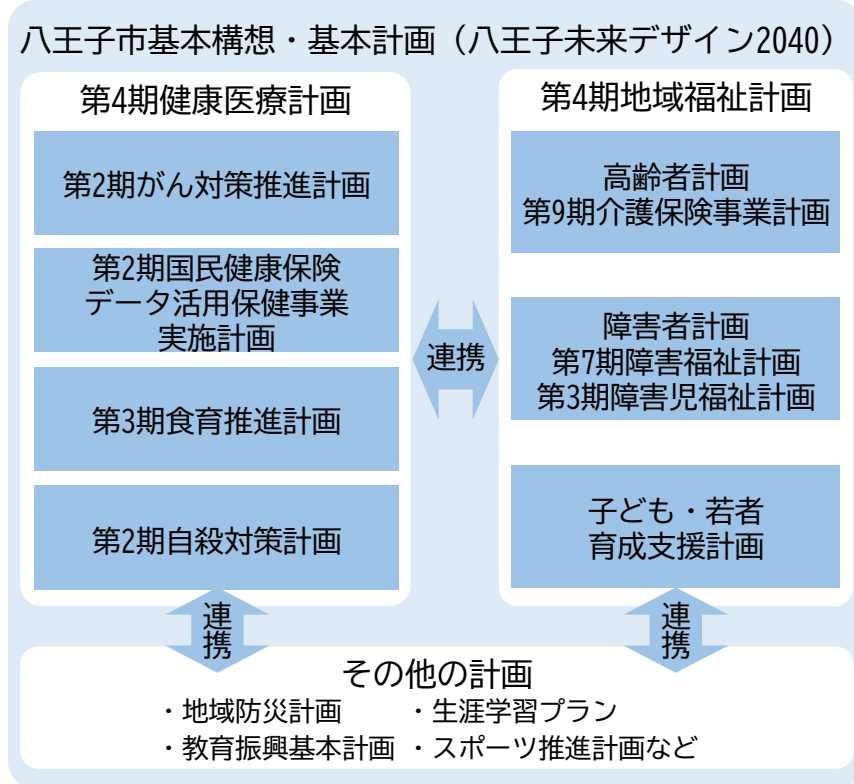 八王子市基本構想・基本計画（八王子未来デザイン2040）
第4期健康医療計画
第2期がん対策推進計画
第2期国民健康保険
データ活用保健事業
実施計画
第3期食育推進計画
第2期自殺対策計画
連携
第4期地域福祉計画
高齢者計画
第9期介護保険事業計画
障害者計画
第7期障害福祉計画
第3期障害児福祉計画
子ども・若者
育成支援計画
連携
連携
その他の計画
・地域防災計画　・生涯学習プラン
・教育振興基本計画　・スポーツ推進計画など